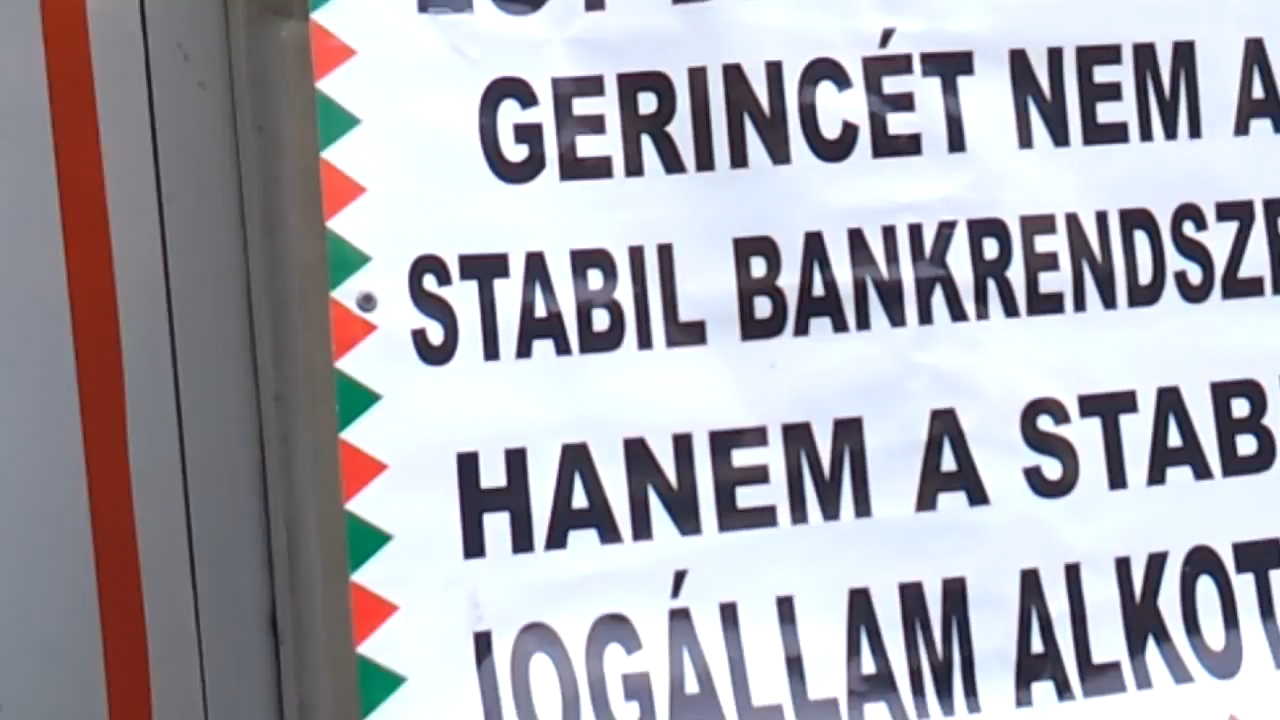 GERINCÉT NEM A
STABIL BANKRENDSZE
HANEM A STAB
JOGÁLLAM ALKOT